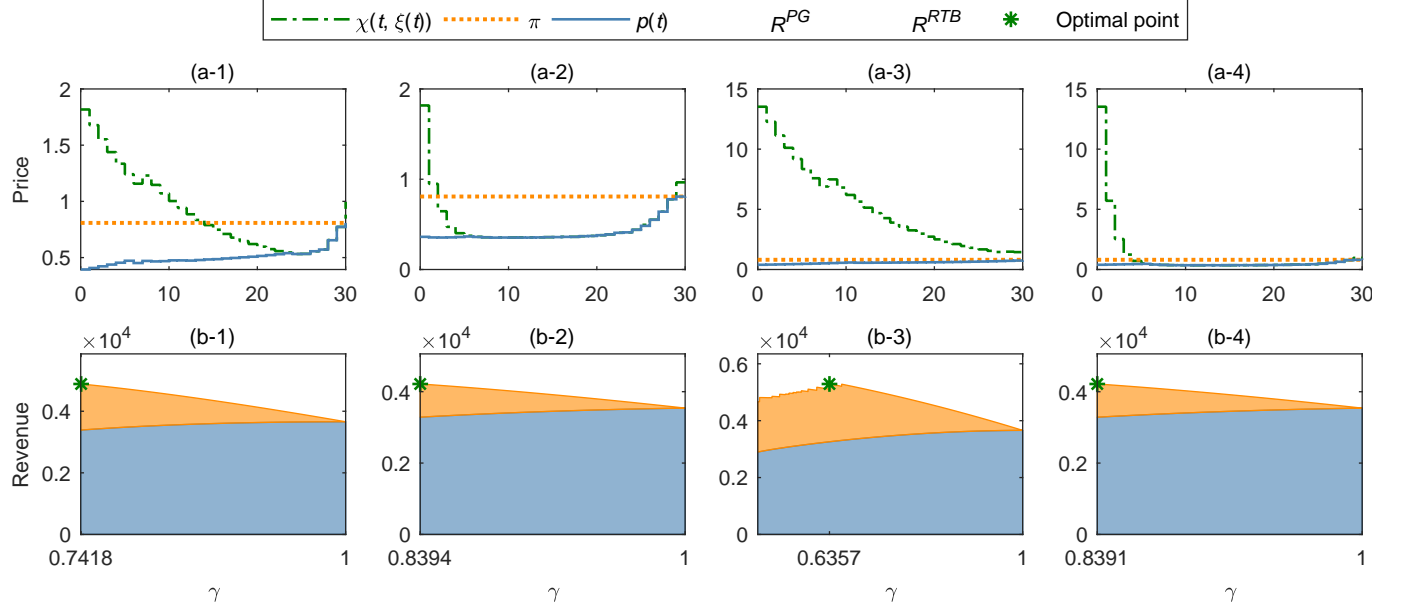 χ(t, ξ(t)) π p(t) R^PG R^RTB Optimal point
(a-1) (a-2) (a-3) (a-4)
Price
2 1.5 1 0.5
0 10 20 30
2 1 0
0 10 20 30
15 10 5 0
0 10 20 30
15 10 5 0
0 10 20 30
(b-1) (b-2) (b-3) (b-4)
Revenue
×10^4
0.4 0.2 0
0.7418 1
γ
×10^4
0.4 0.2 0
0.8394 1
γ
×10^4
0.6 0.4 0.2 0
0.6357 1
γ
×10^4
0.4 0.2 0
0.8391 1
γ